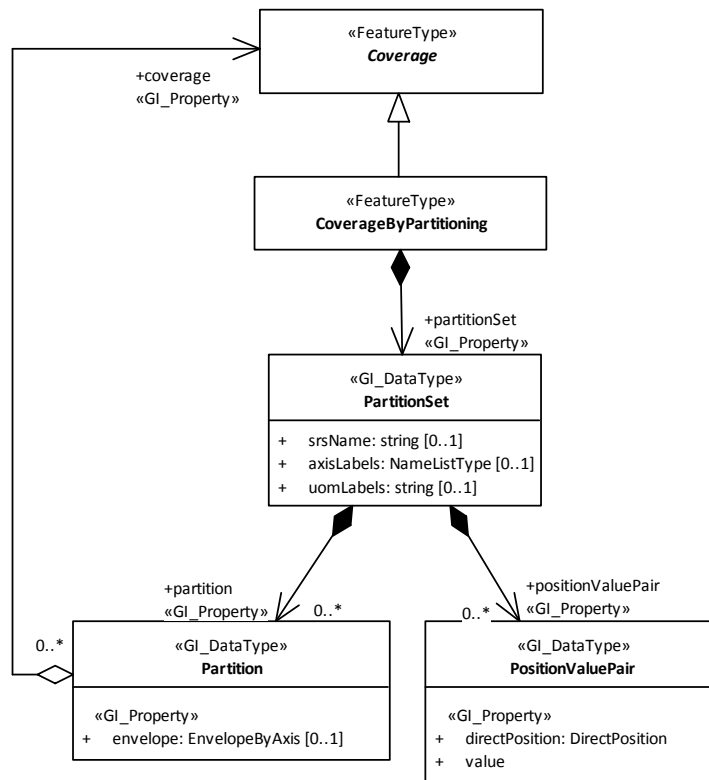 «FeatureType»
Coverage
+coverage
«GI_Property»
«FeatureType»
CoverageByPartitioning
+partitionSet
«GI_Property»
«GI_DataType»
PartitionSet
+ srsName: string [0..1]
+ axisLabels: NameListType [0..1]
+ uomLabels: string [0..1]
+partition
«GI_Property»
0..*
+positionValuePair
«GI_Property»
0..*
0..*
«GI_DataType»
Partition
«GI_Property»
+ envelope: EnvelopeByAxis [0..1]
«GI_DataType»
PositionValuePair
«GI_Property»
+ directPosition: DirectPosition
+ value